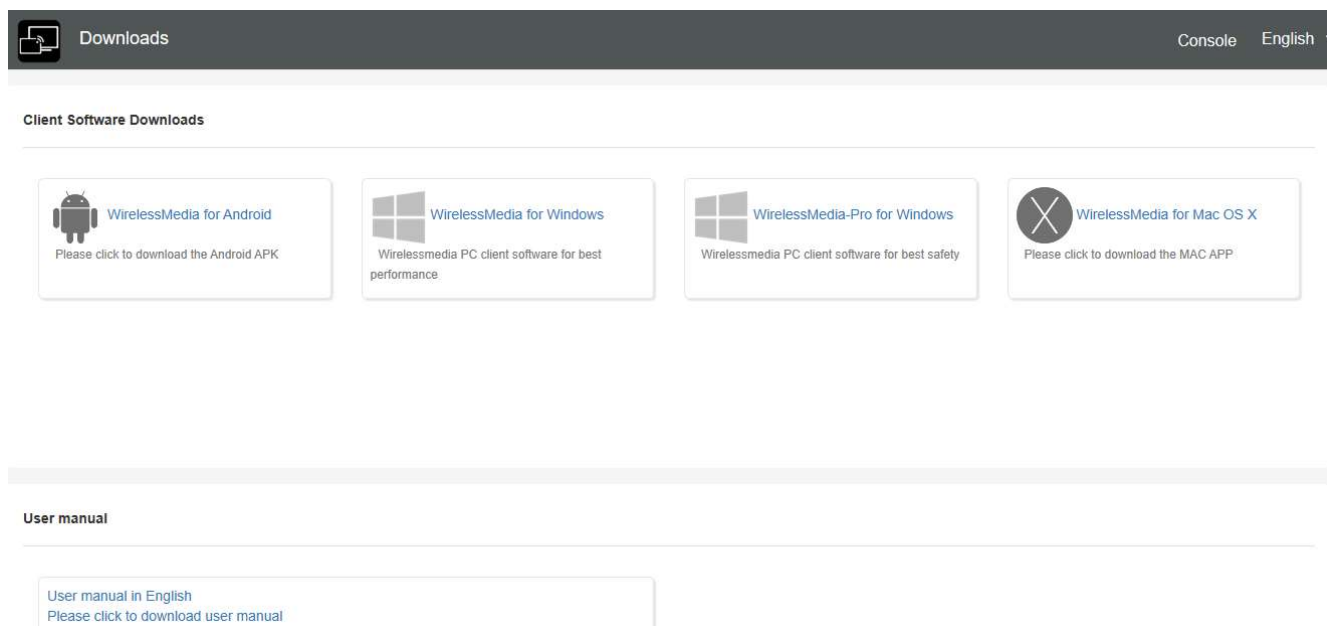 Downloads
Console
English
Client Software Downloads
WirelessMedia for Android
Please click to download the Android APK
WirelessMedia for Windows
Wirelessmedia PC client software for best
performance
WirelessMedia-Pro for Windows
Wirelessmedia PC client software for best safety
WirelessMedia for Mac OS X
Please click to download the MAC APP
User manual
User manual in English
Please click to download user manual